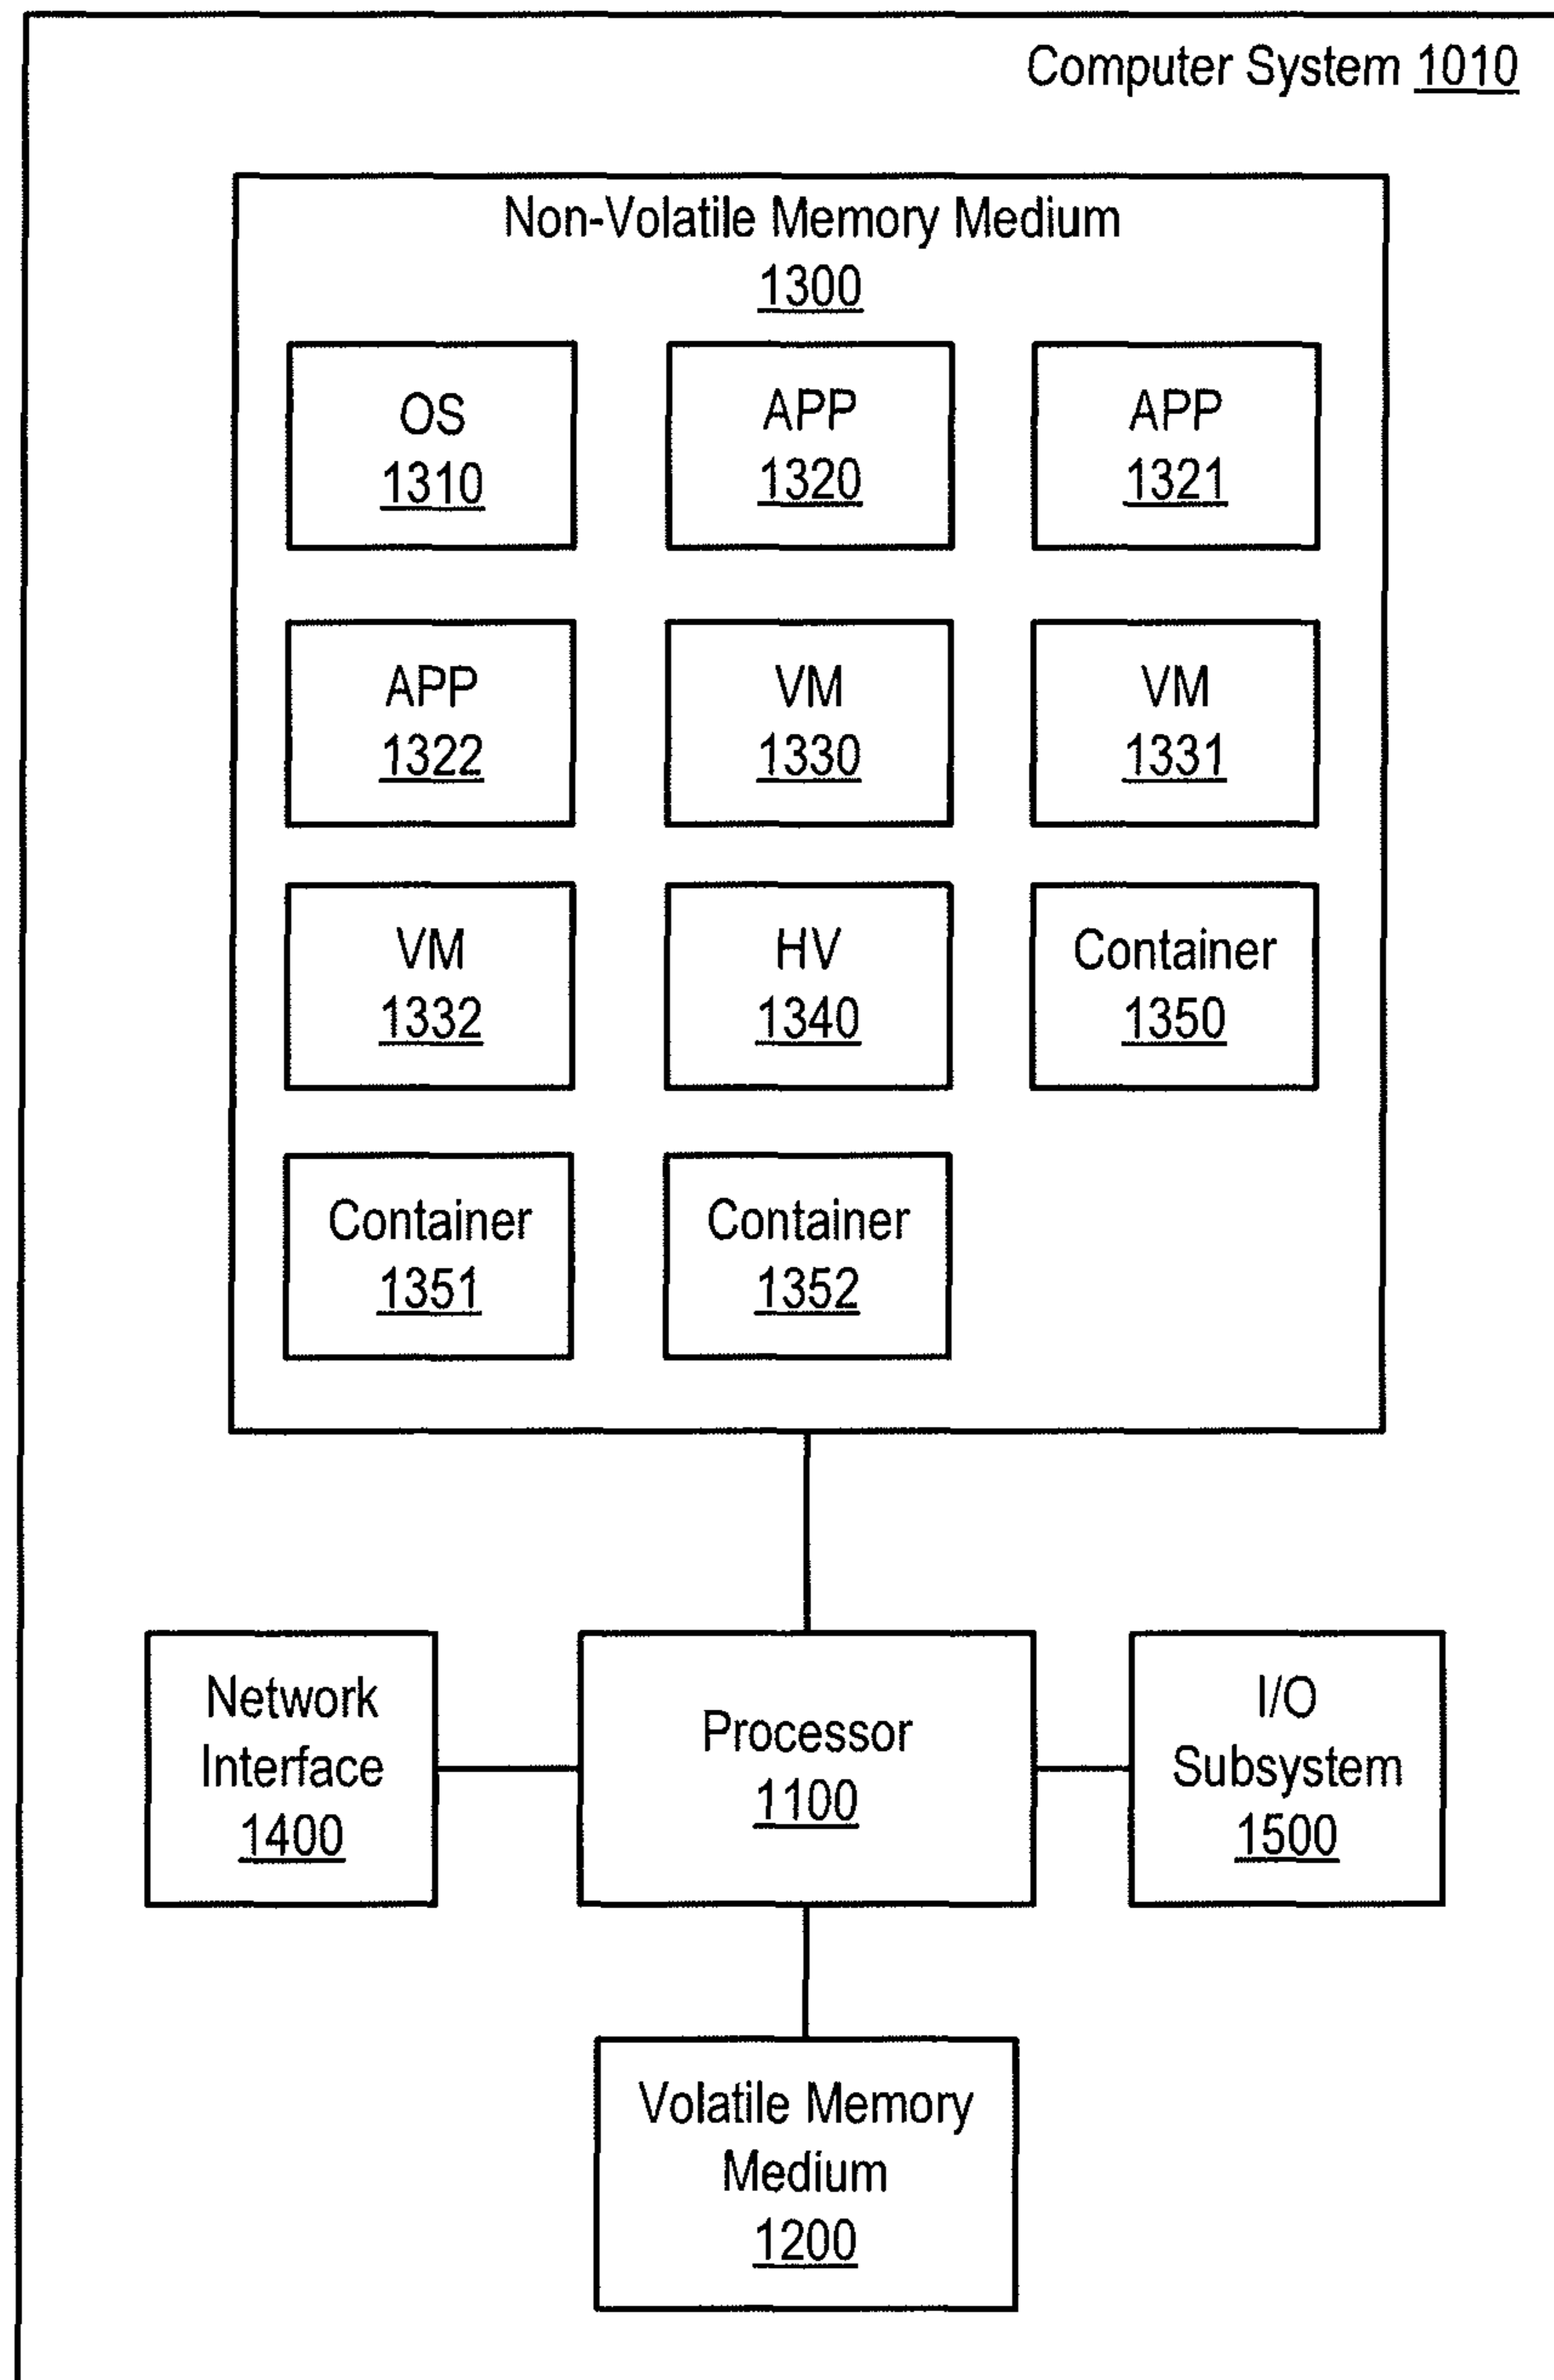 Computer System 1010
Non-Volatile Memory Medium
1300
OS
1310
APP
1320
APP
1321
APP
1322
VM
1330
VM
1331
VM
1332
HV
1340
Container
1350
Container
1351
Container
1352
Network
Interface
1400
Processor
1100
I/O
Subsystem
1500
Volatile Memory
Medium
1200